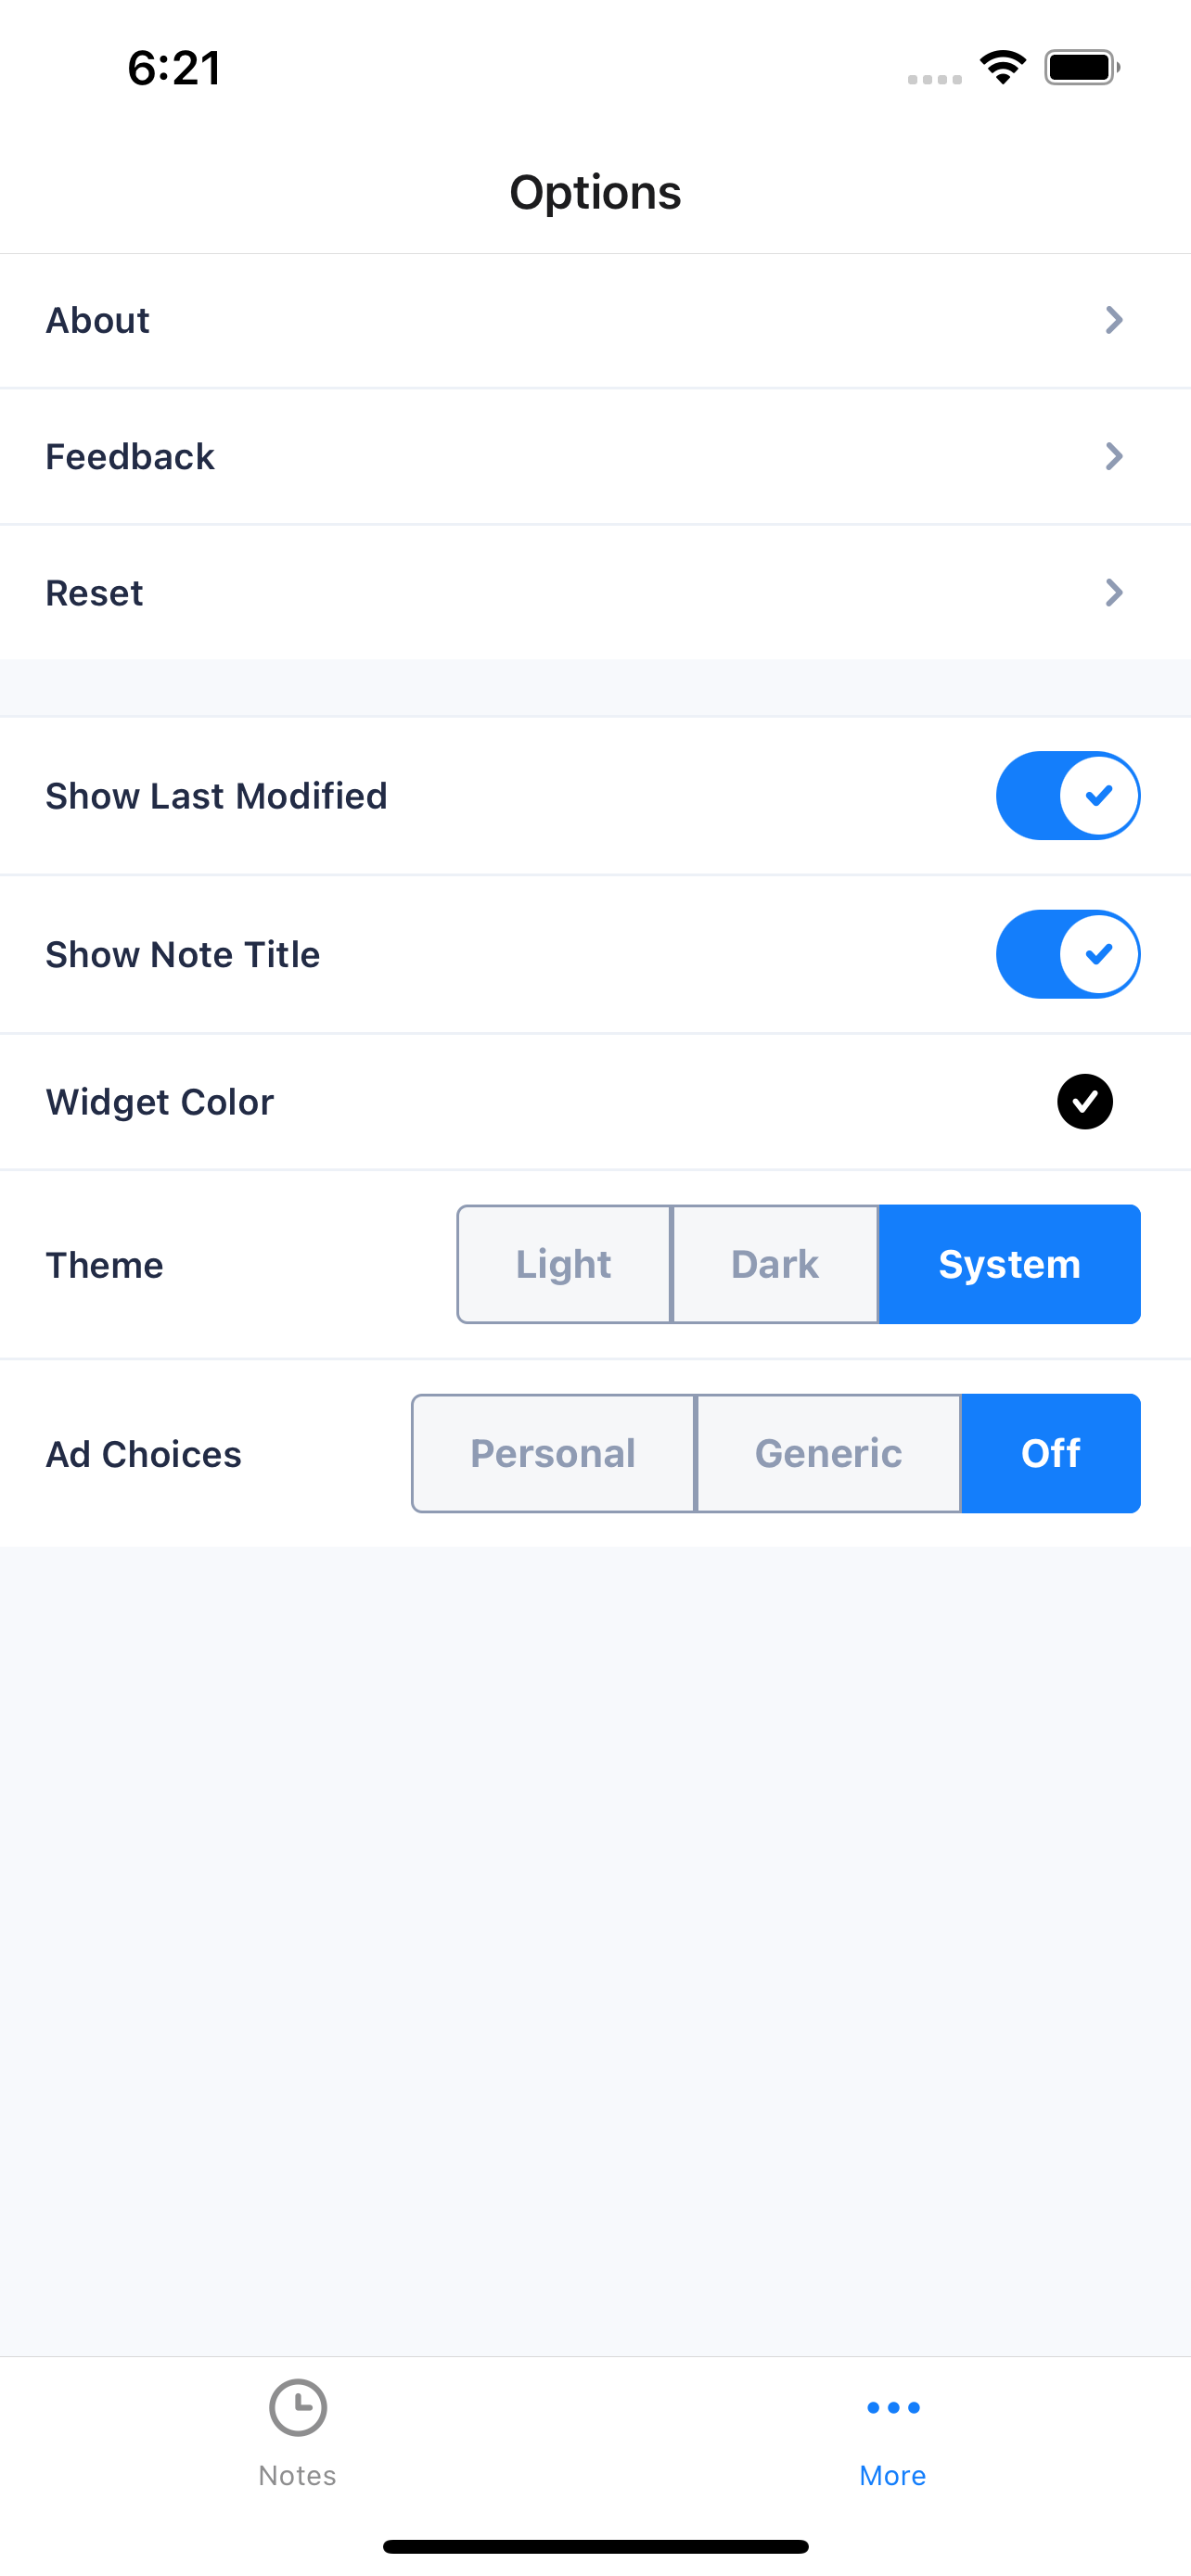 6:21
Options
About
Feedback
Reset
Show Last Modified
Show Note Title
Widget Color
Theme Light Dark System
Ad Choices Personal Generic Off
Notes More